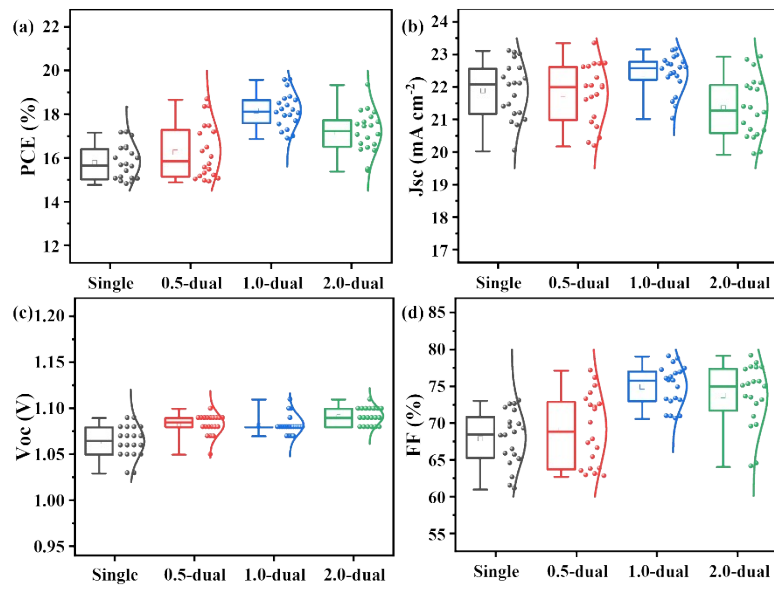 (a)
PCE (%)
22
20
18
16
14
12
Single 0.5-dual 1.0-dual 2.0-dual
(b)
Jsc (mA cm⁻²)
24
23
22
21
20
19
18
17
16
Single 0.5-dual 1.0-dual 2.0-dual
(c)
Voc (V)
1.20
1.15
1.10
1.05
1.00
0.95
Single 0.5-dual 1.0-dual 2.0-dual
(d)
FF (%)
85
80
75
70
65
60
55
Single 0.5-dual 1.0-dual 2.0-dual